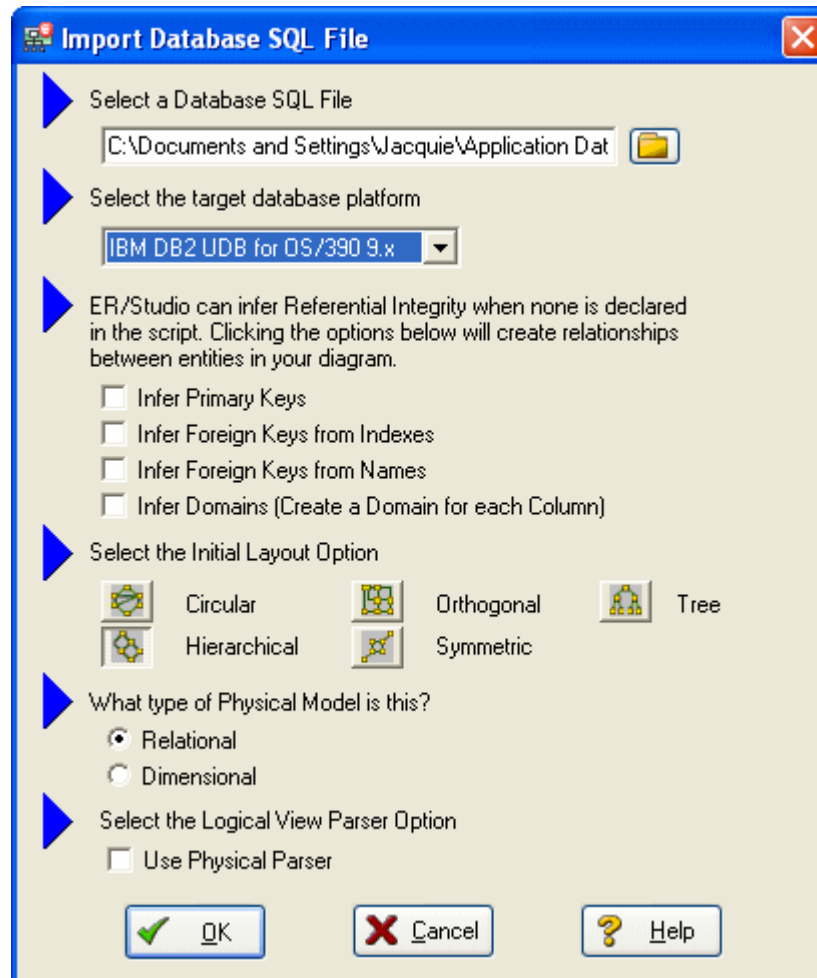 Import Database SQL File
Select a Database SQL File
C:\Documents and Settings\Jacquie\Application Dat
Select the target database platform
IBM DB2 UDB for OS/390 9.x
ER/Studio can infer Referential Integrity when none is declared
in the script. Clicking the options below will create relationships
between entities in your diagram.
Infer Primary Keys
Infer Foreign Keys from Indexes
Infer Foreign Keys from Names
Infer Domains (Create a Domain for each Column)
Select the Initial Layout Option
Circular Orthogonal Tree
Hierarchical Symmetric
What type of Physical Model is this?
Relational
Dimensional
Select the Logical View Parser Option
Use Physical Parser
OK Cancel Help